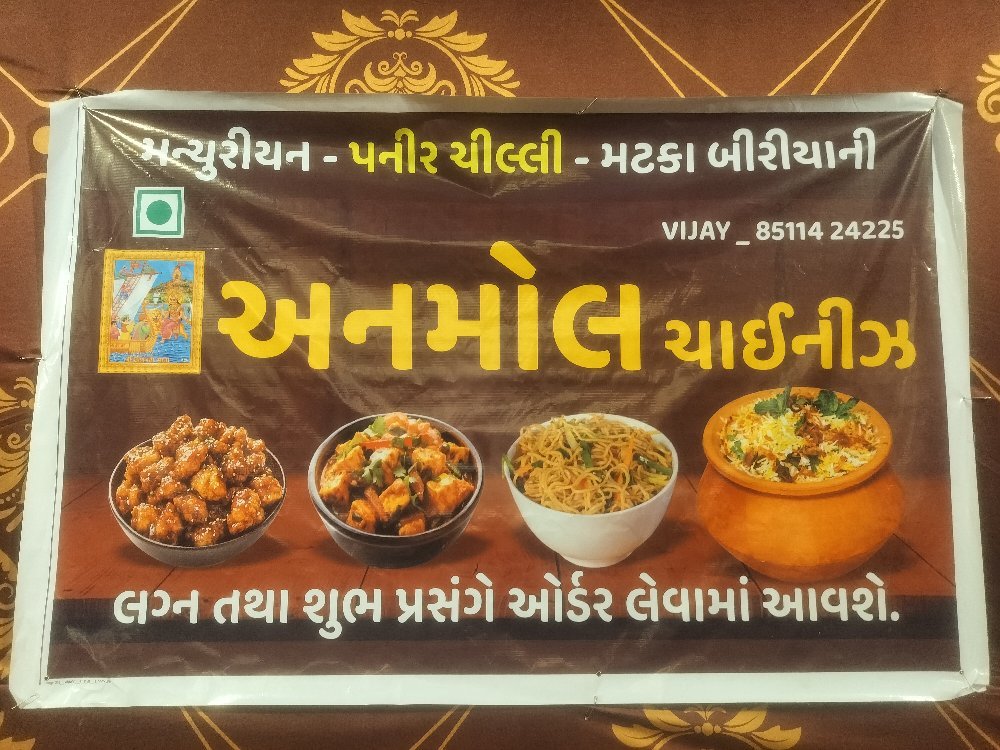 મન્ચુરીયન - પનીર ચીલ્લી - મટકા બીરીયાની
VIJAY _ 85114 24225
અનમોલ ચાઈનીઝ
લગ્ન તથા શુભ પ્રસંગે ઓર્ડર લેવામાં આવશે.